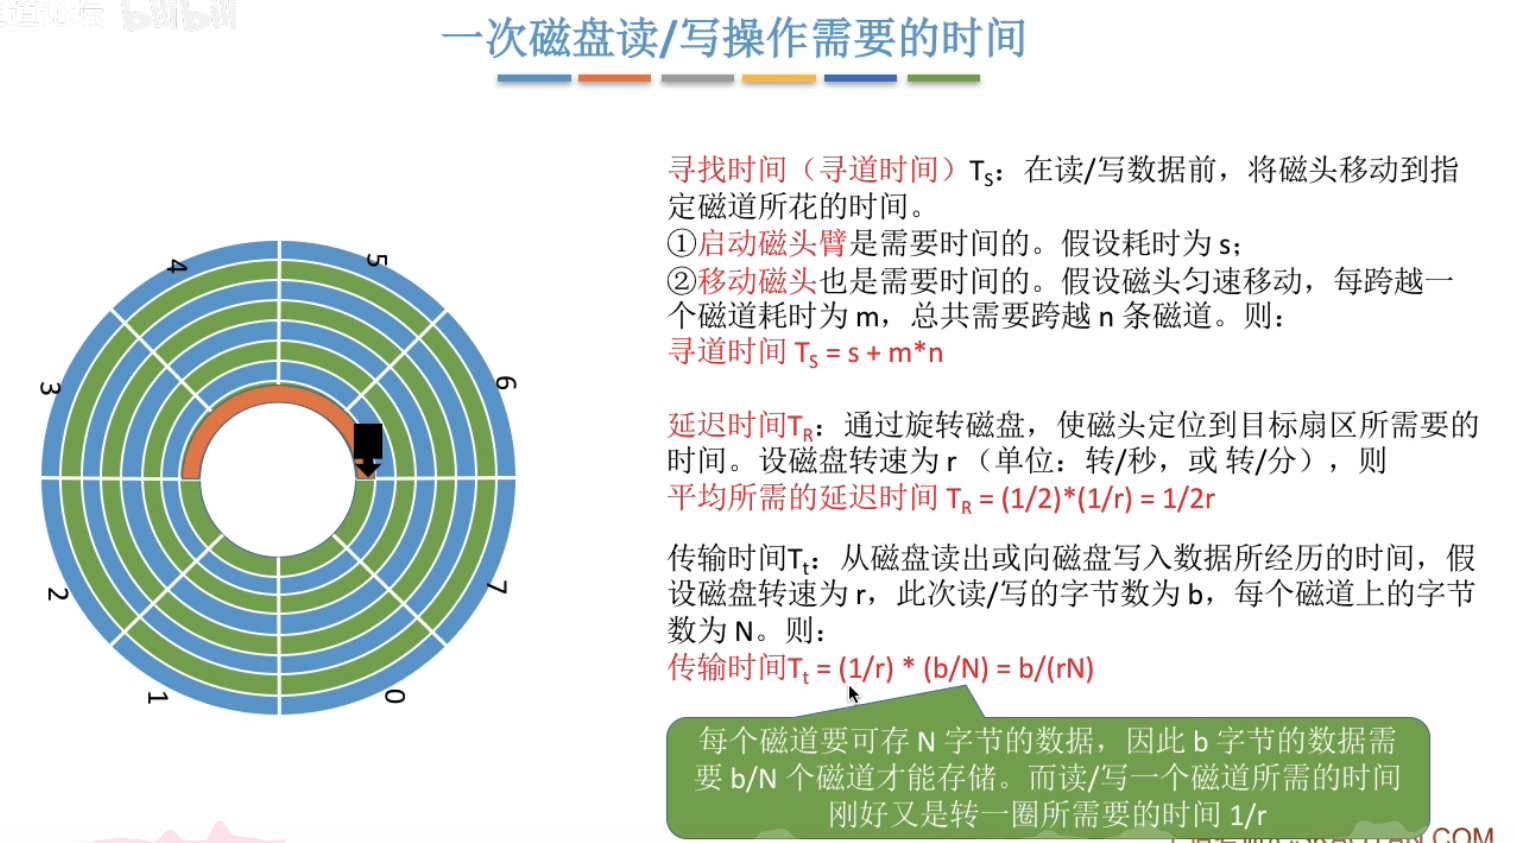 道论坛 bilibili
一次磁盘读/写操作需要的时间
寻找时间（寻道时间）TS：在读/写数据前，将磁头移动到指
定磁道所花的时间。
①启动磁头臂是需要时间的。假设耗时为 s；
②移动磁头也是需要时间的。假设磁头匀速移动，每跨越一
个磁道耗时为 m，总共需要跨越 n 条磁道。则：
寻道时间 TS = s + m*n
延迟时间TR：通过旋转磁盘，使磁头定位到目标扇区所需要的
时间。设磁盘转速为 r （单位：转/秒，或 转/分），则
平均所需的延迟时间 TR = (1/2)*(1/r) = 1/2r
传输时间Tt：从磁盘读出或向磁盘写入数据所经历的时间，假
设磁盘转速为 r，此次读/写的字节数为 b，每个磁道上的字节
数为 N。则：
传输时间Tt = (1/r) * (b/N) = b/(rN)
每个磁道要可存 N 字节的数据，因此 b 字节的数据需
要 b/N 个磁道才能存储。而读/写一个磁道所需的时间
刚好又是转一圈所需要的时间 1/r
4
5
3
6
2
7
1
0
CSKAOYAN.COM